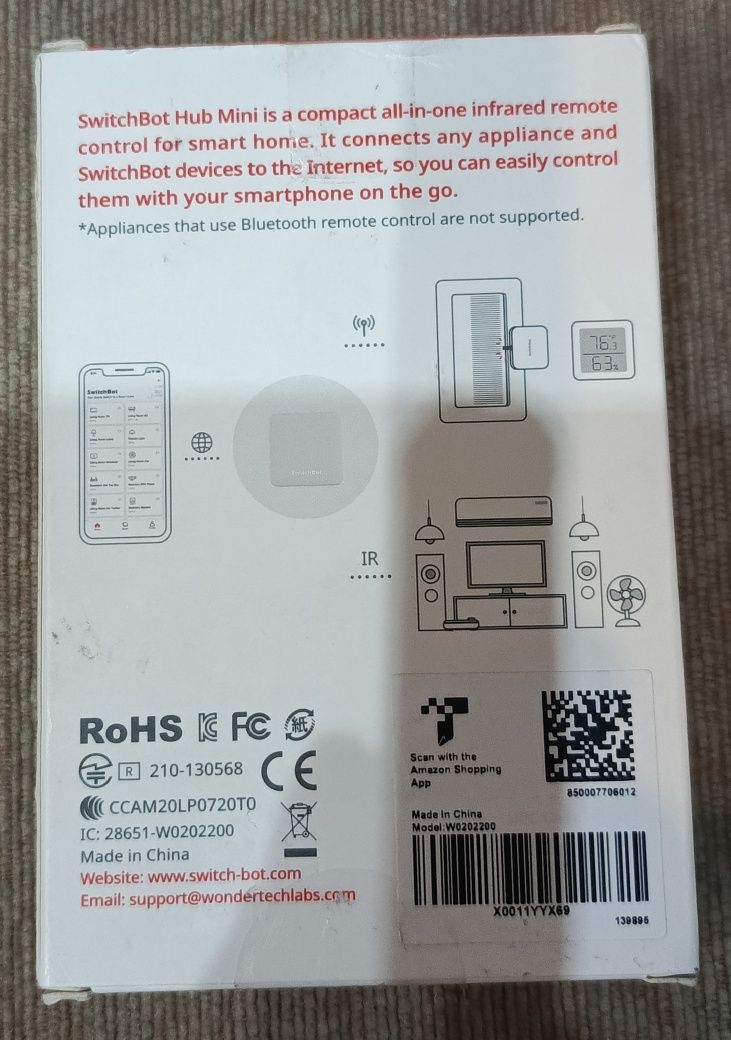 SwitchBot Hub Mini is a compact all-in-one infrared remote
control for smart home. It connects any appliance and
SwitchBot devices to the Internet, so you can easily control
them with your smartphone on the go.
*Appliances that use Bluetooth remote control are not supported.
76.3
63%
SwitchBot
SwitchBot
IR
RoHS FC 紙
R 210-130568 CE
CCAM20LP0720T0
IC: 28651-W0202200
Made in China
Website: www.switch-bot.com
Email: support@wondertechlabs.com
T
Scan with the
Amazon Shopping
App
850007706012
Made In China
Model:W0202200
X0011YYX69
139895